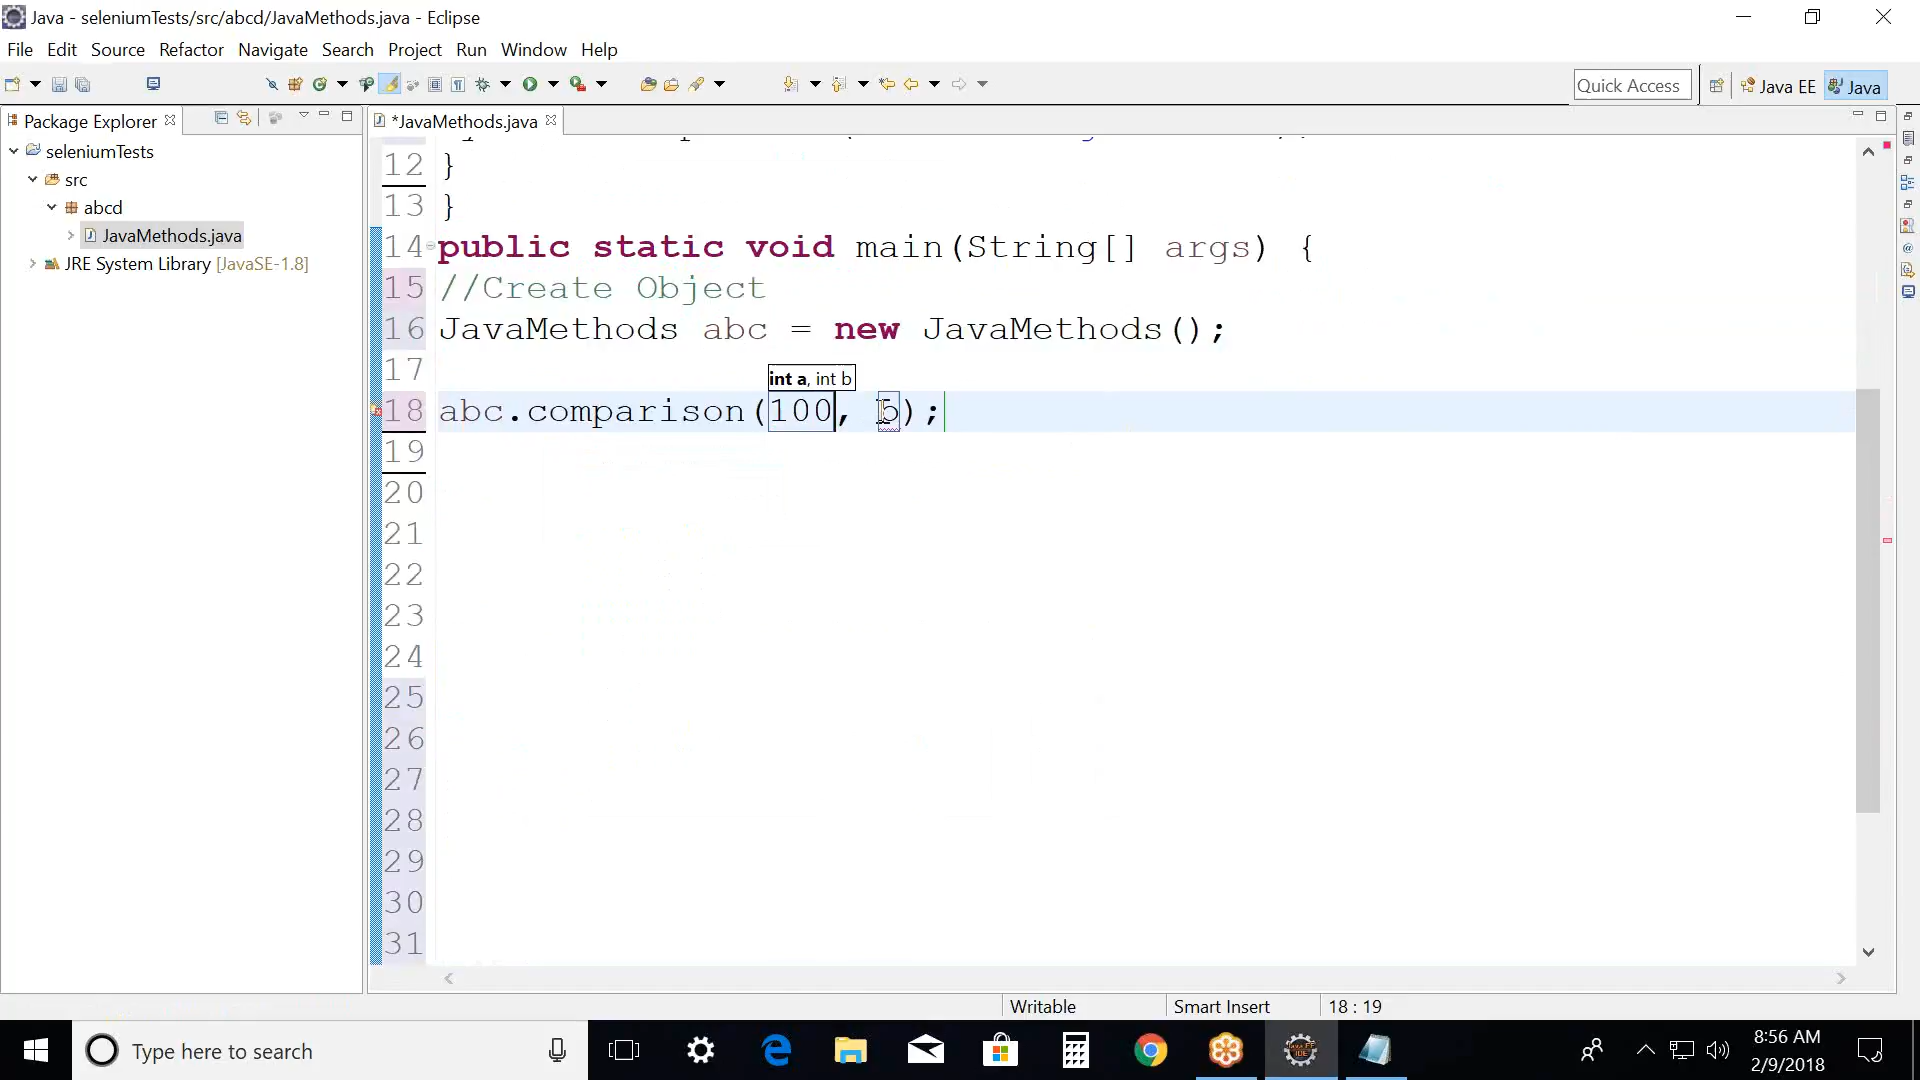 Java - seleniumTests/src/abcd/JavaMethods.java - Eclipse
File Edit Source Refactor Navigate Search Project Run Window Help
Quick Access Java EE Java
Package Explorer
*JavaMethods.java
seleniumTests
src
abcd
JavaMethods.java
JRE System Library [JavaSE-1.8]
12 }
13 }
14 public static void main(String[] args) {
15 //Create Object
16 JavaMethods abc = new JavaMethods();
17
int a, int b
18 abc.comparison(100, b);
19
20
21
22
23
24
25
26
27
28
29
30
31
Writable Smart Insert 18 : 19
Type here to search
8:56 AM
2/9/2018